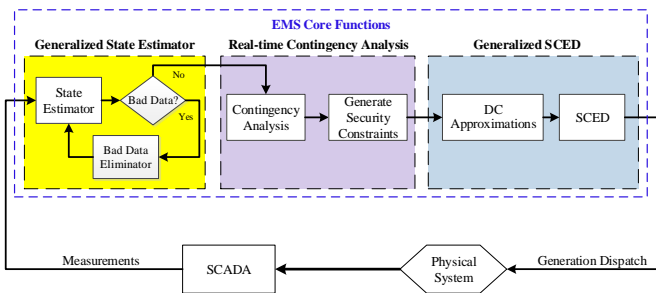 EMS Core Functions
Generalized State Estimator
Real-time Contingency Analysis
Generalized SCED
State
Estimator
Bad Data?
No
Yes
Bad Data
Eliminator
Contingency
Analysis
Generate
Security
Constraints
DC
Approximations
SCED
Measurements
SCADA
Physical
System
Generation Dispatch